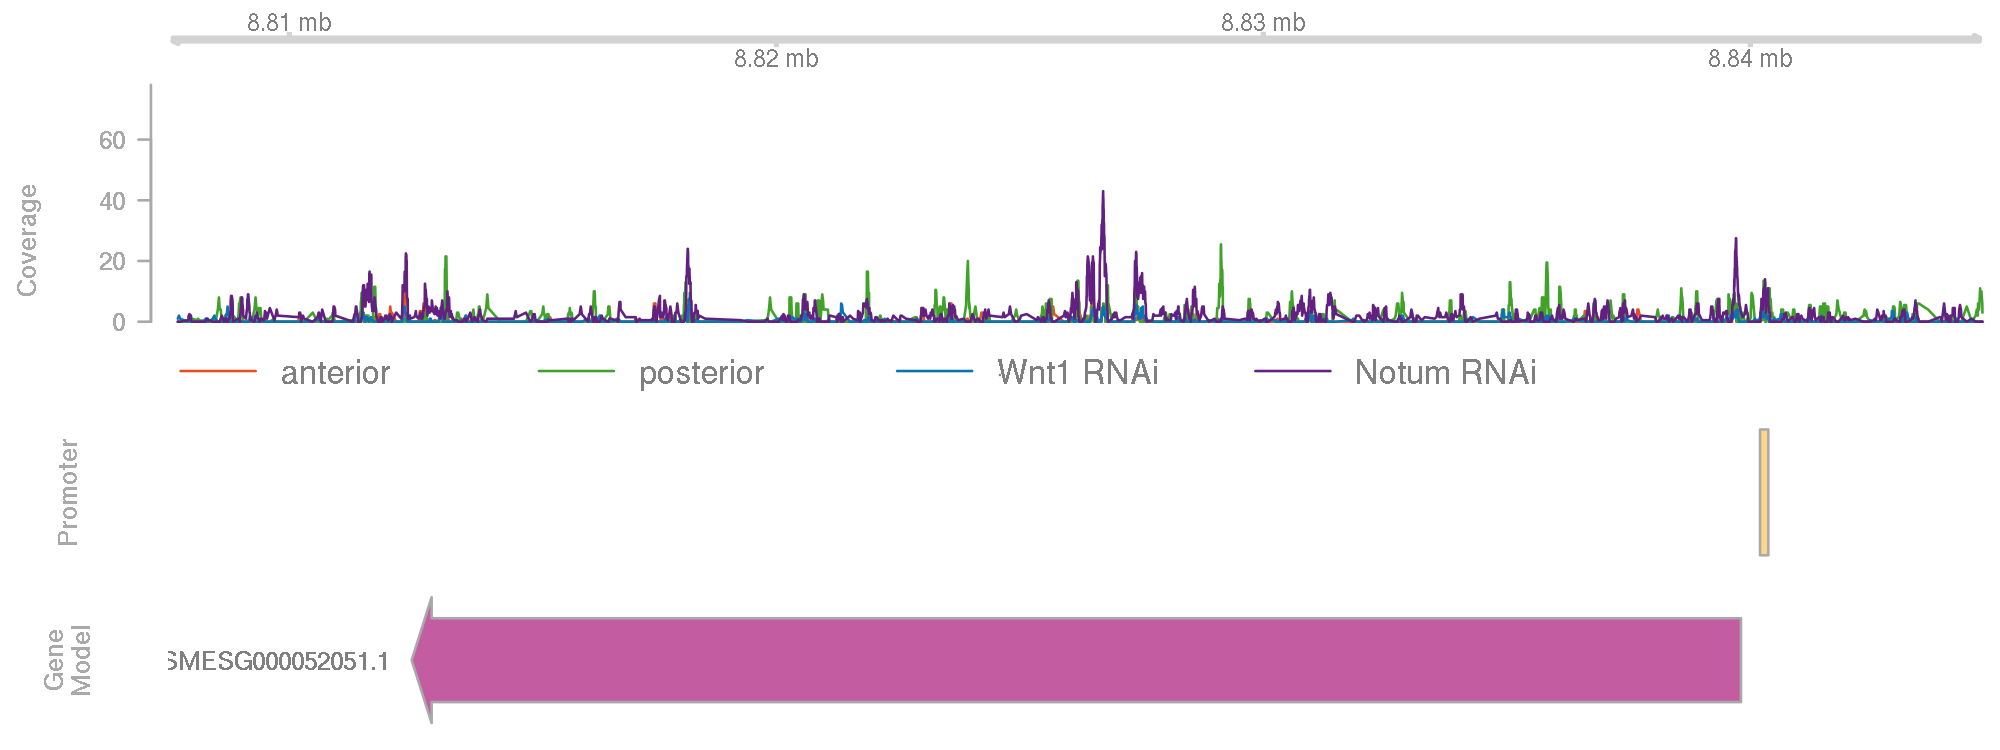 8.81 mb
8.83 mb
8.82 mb
8.84 mb
Coverage
60
40
20
0
anterior
posterior
Wnt1 RNAi
Notum RNAi
Promoter
Gene
Model
SMESG000052051.1